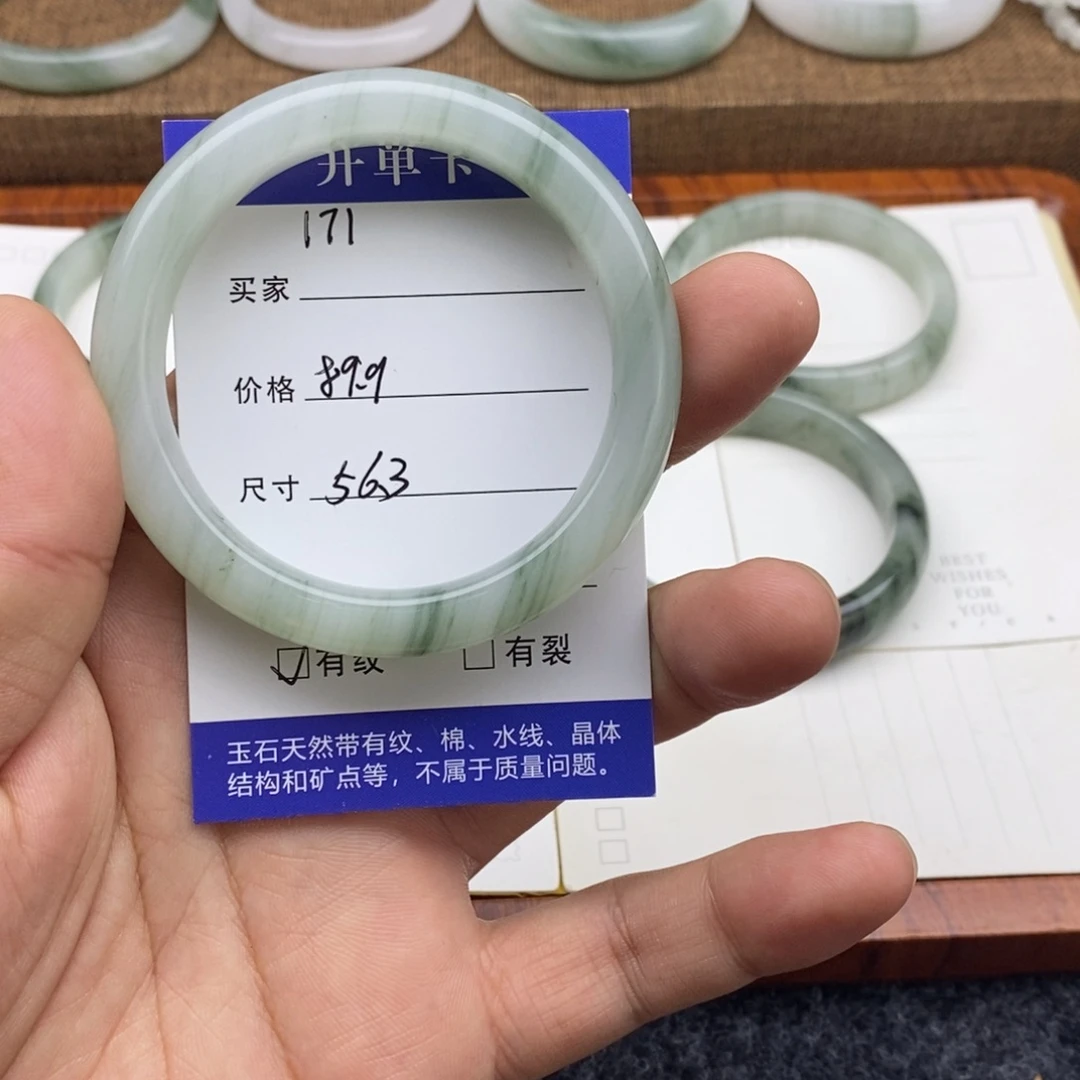 开单卡
171
买家
价格 89.9
尺寸 56.3
有纹 有裂
玉石天然带有纹、棉、水线、晶体
结构和矿点等，不属于质量问题。
BEST
WISHES
FOR
YOU